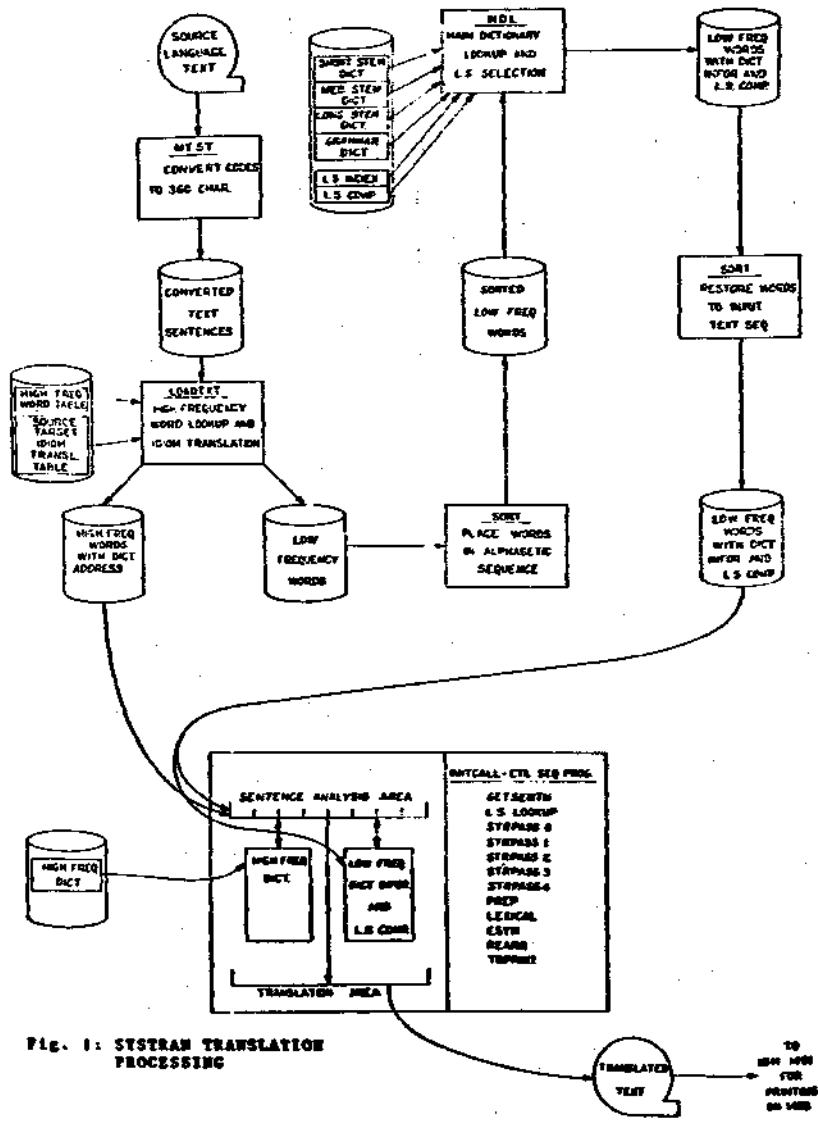 SOURCE
LANGUAGE
TEXT
MTST
CONVERT CODES
TO 360 CHAR.
CONVERTED
TEXT
SENTENCES
HIGH FREQ
WORD TABLE
SOURCE
TARGET
IDIOM
TRANSL.
TABLE
LOADTXT
HIGH FREQUENCY
WORD LOOKUP AND
IDIOM TRANSLATION
HIGH FREQ
WORDS
WITH DICT
ADDRESS
LOW
FREQUENCY
WORDS
SORT
PLACE WORDS
IN ALPHABETIC
SEQUENCE
SORTED
LOW FREQ
WORDS
SHORT STEM
DICT
MED STEM
DICT
LONG STEM
DICT.
GRAMMAR
DICT
L S INDEX
L S COMP
MDL
MAIN DICTIONARY
LOOKUP AND
L S SELECTION
LOW FREQ
WORDS
WITH DICT
INFOR AND
L.S. COMP.
SORT
RESTORE WORDS
TO INPUT
TEXT SEQ
LOW FREQ
WORDS
WITH DICT
INFOR AND
L S COMP
SENTENCE ANALYSIS AREA
HIGH FREQ
DICT
HIGH FREQ
DICT.
LOW FREQ
DICT INFOR.
AND
L.S COMP.
TRANSLATION AREA
CTL SEQ PROG.
GETSENTN
L S LOOKUP
STRPASS 0
STRPASS 1
STRPASS 2
STRPASS 3
STRPASS 4
PREP
LEXICAL
ESYN
REARR
TRPRINT
Fig. 1: SYSTRAN TRANSLATION
PROCESSING
TRANSLATED
TEXT
TO
FOR
PRINTING